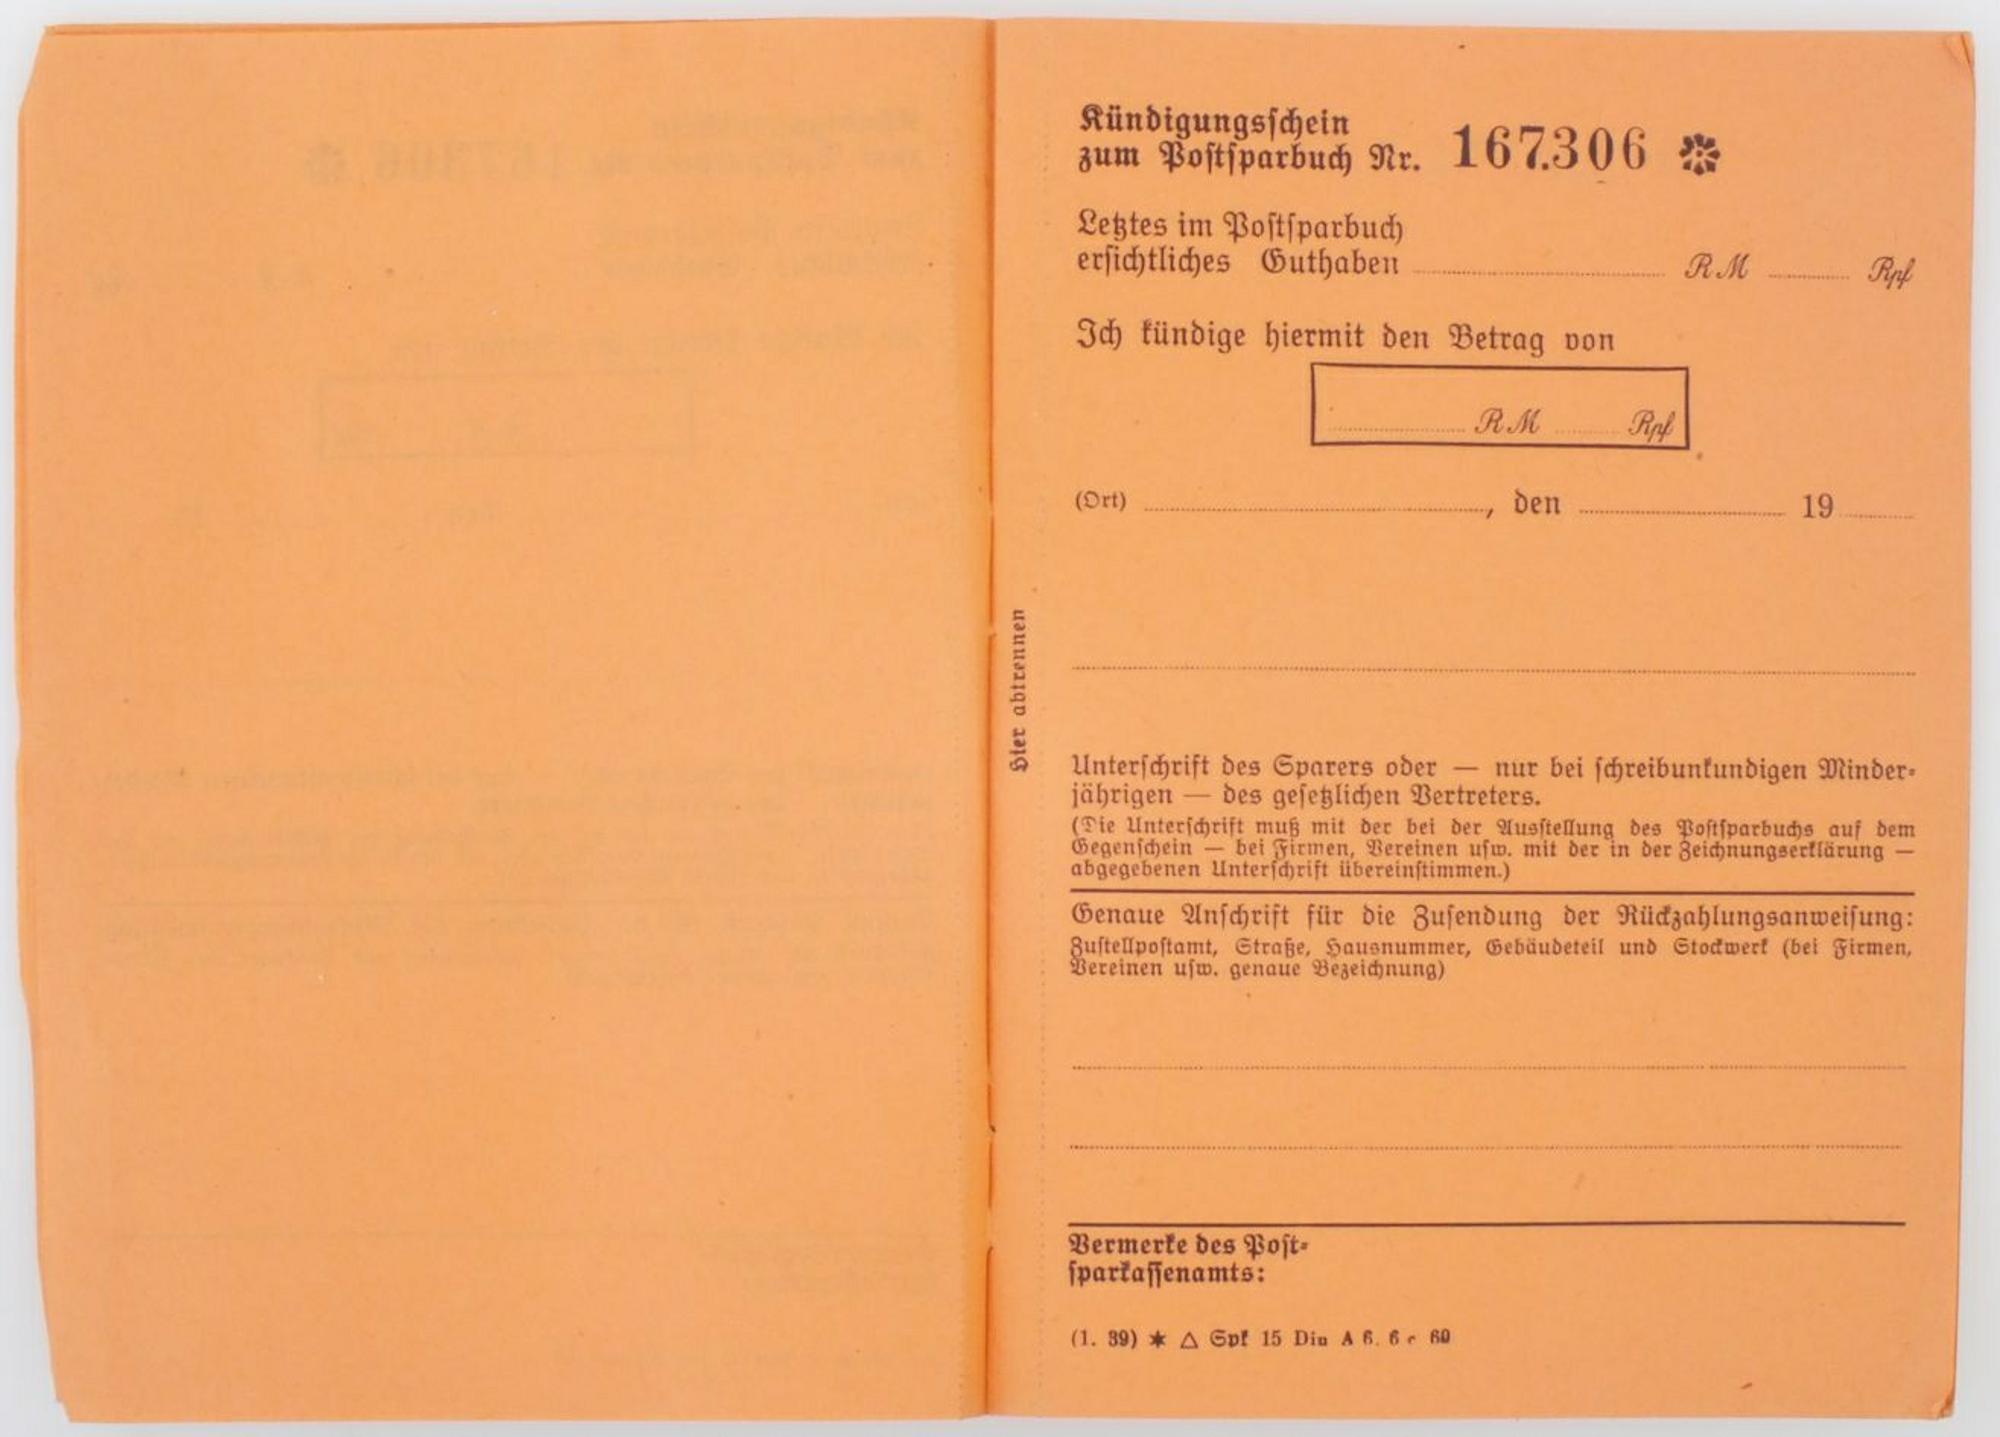 Kündigungsschein
zum Postsparbuch Nr. 167.306
Letztes im Postsparbuch
ersichtliches Guthaben RM Rpf
Ich kündige hiermit den Betrag von
RM Rpf
(Ort) , den 19
Hier abtrennen
Unterschrift des Sparers oder — nur bei schreibunkundigen Minder-
jährigen — des gesetzlichen Vertreters.
(Die Unterschrift muß mit der bei der Ausstellung des Postsparbuchs auf dem
Gegenschein — bei Firmen, Vereinen usw. mit der in der Zeichnungserklärung —
abgegebenen Unterschrift übereinstimmen.)
Genaue Anschrift für die Zusendung der Rückzahlungsanweisung:
Zustellpostamt, Straße, Hausnummer, Gebäudeteil und Stockwerk (bei Firmen,
Vereinen usw. genaue Bezeichnung)
Vermerke des Post-
sparkassenamts:
(1. 39) ★ △ Spk 15 Din A 6. 6 c 60